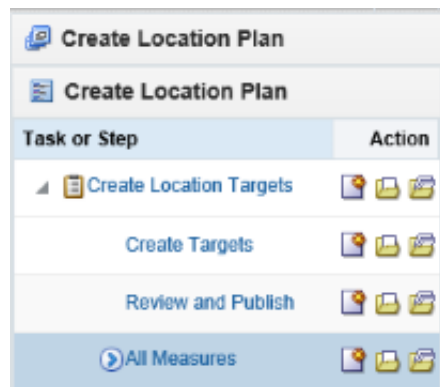 Create Location Plan
Create Location Plan
Task or Step Action
Create Location Targets
Create Targets
Review and Publish
All Measures